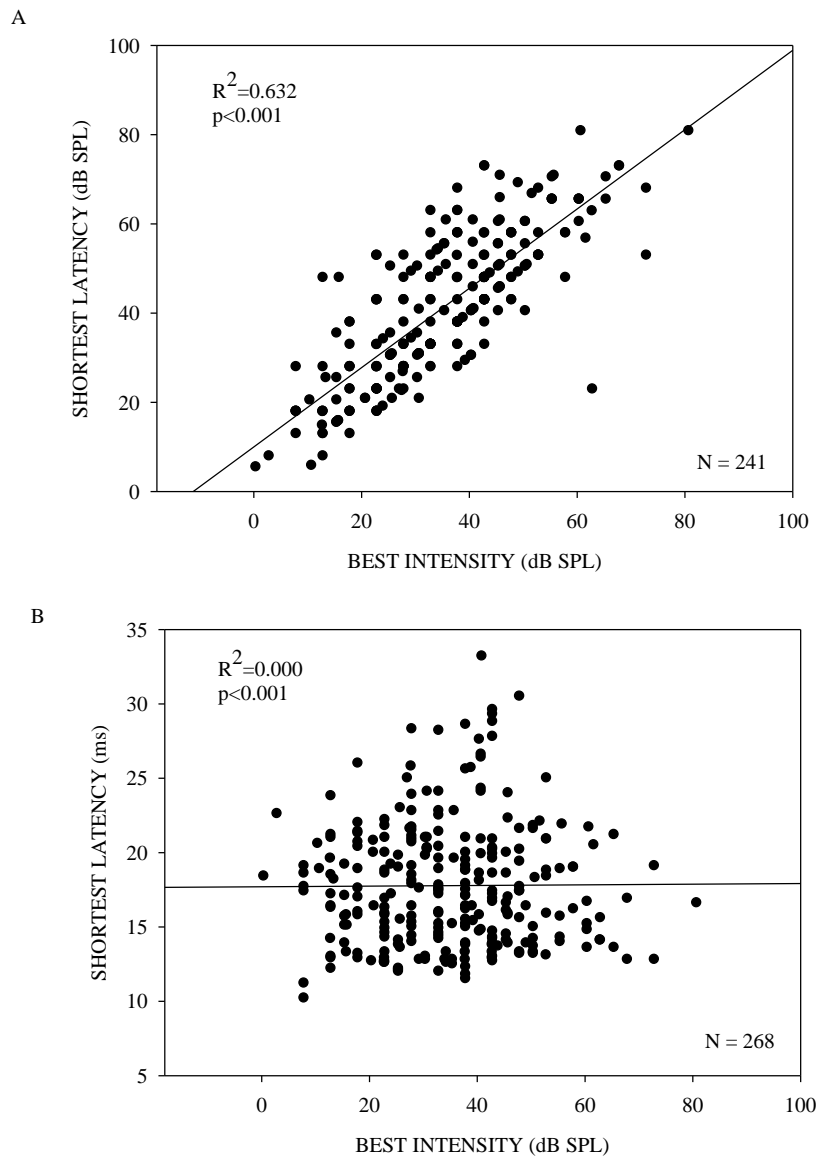 A
100
80
60
40
20
0
SHORTEST LATENCY (dB SPL)
R2=0.632
p<0.001
N = 241
0 20 40 60 80 100
BEST INTENSITY (dB SPL)
B
35
30
25
20
15
10
5
SHORTEST LATENCY (ms)
R2=0.000
p<0.001
N = 268
0 20 40 60 80 100
BEST INTENSITY (dB SPL)